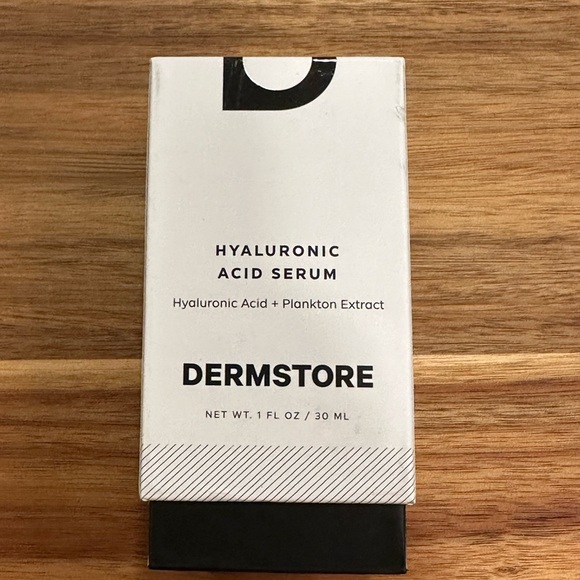 D
HYALURONIC
ACID SERUM
Hyaluronic Acid + Plankton Extract
DERMSTORE
NET WT. 1 FL OZ / 30 ML